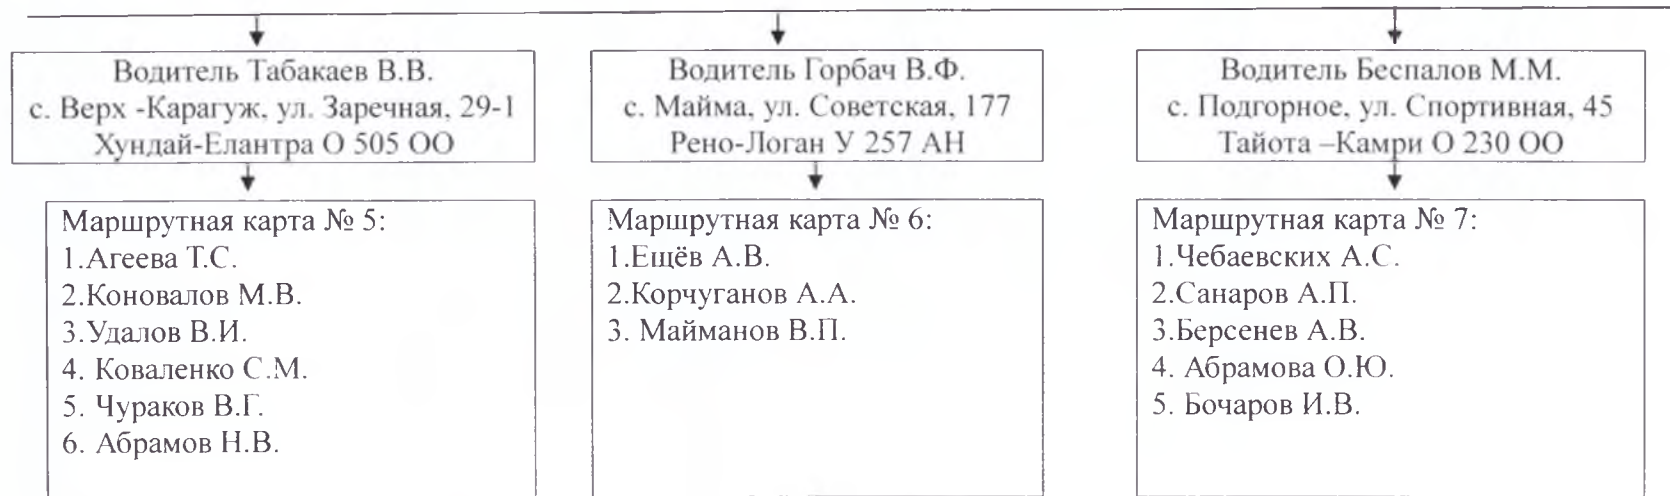 Водитель Табакаев В.В.
с. Верх -Карагуж, ул. Заречная, 29-1
Хундай-Елантра О 505 ОО
Маршрутная карта № 5:
1.Агеева Т.С.
2.Коновалов М.В.
3.Удалов В.И.
4. Коваленко С.М.
5. Чураков В.Г.
6. Абрамов Н.В.
Водитель Горбач В.Ф.
с. Майма, ул. Советская, 177
Рено-Логан У 257 АН
Маршрутная карта № 6:
1.Ещёв А.В.
2.Корчуганов А.А.
3. Майманов В.П.
Водитель Беспалов М.М.
с. Подгорное, ул. Спортивная, 45
Тайота –Камри О 230 ОО
Маршрутная карта № 7:
1.Чебаевских А.С.
2.Санаров А.П.
3.Берсенев А.В.
4. Абрамова О.Ю.
5. Бочаров И.В.